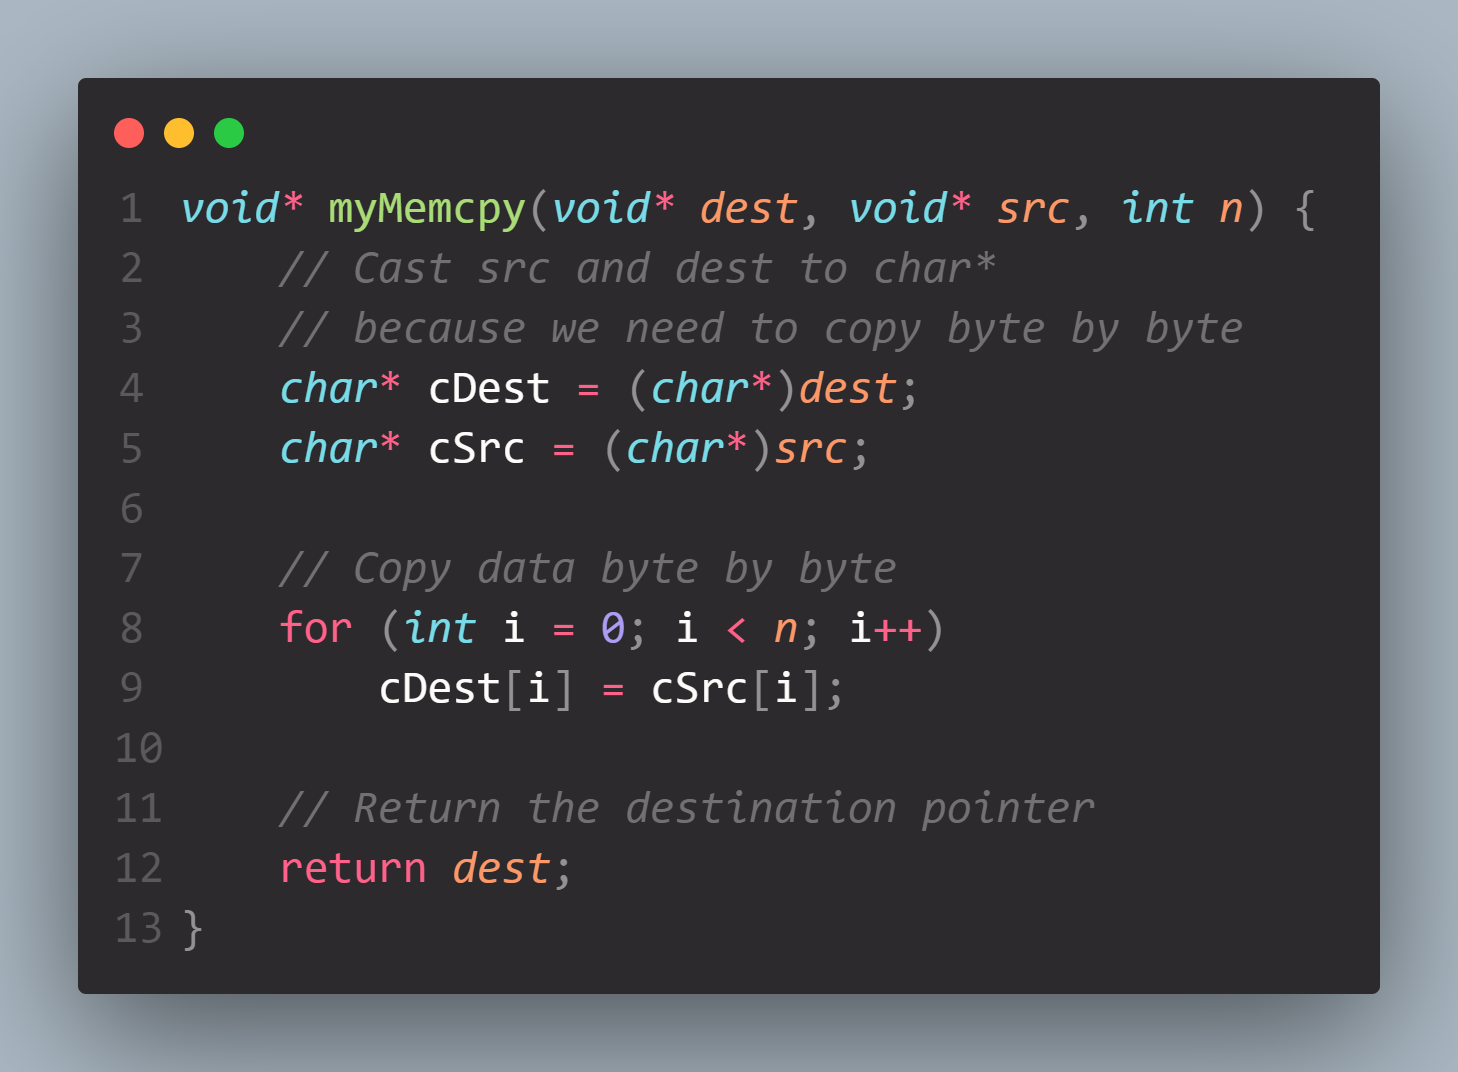 1 void* myMemcpy(void* dest, void* src, int n) {
2     // Cast src and dest to char*
3     // because we need to copy byte by byte
4     char* cDest = (char*)dest;
5     char* cSrc = (char*)src;
6
7     // Copy data byte by byte
8     for (int i = 0; i < n; i++)
9         cDest[i] = cSrc[i];
10
11     // Return the destination pointer
12     return dest;
13 }